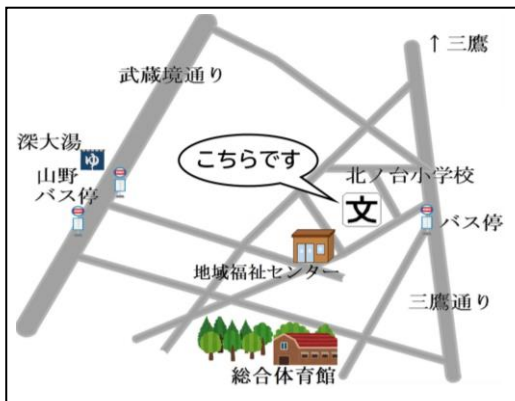 ↑三鷹
武蔵境通り
深大湯
ゆ
山野
バス停
こちらです
北ノ台小学校
文
バス停
地域福祉センター
三鷹通り
総合体育館